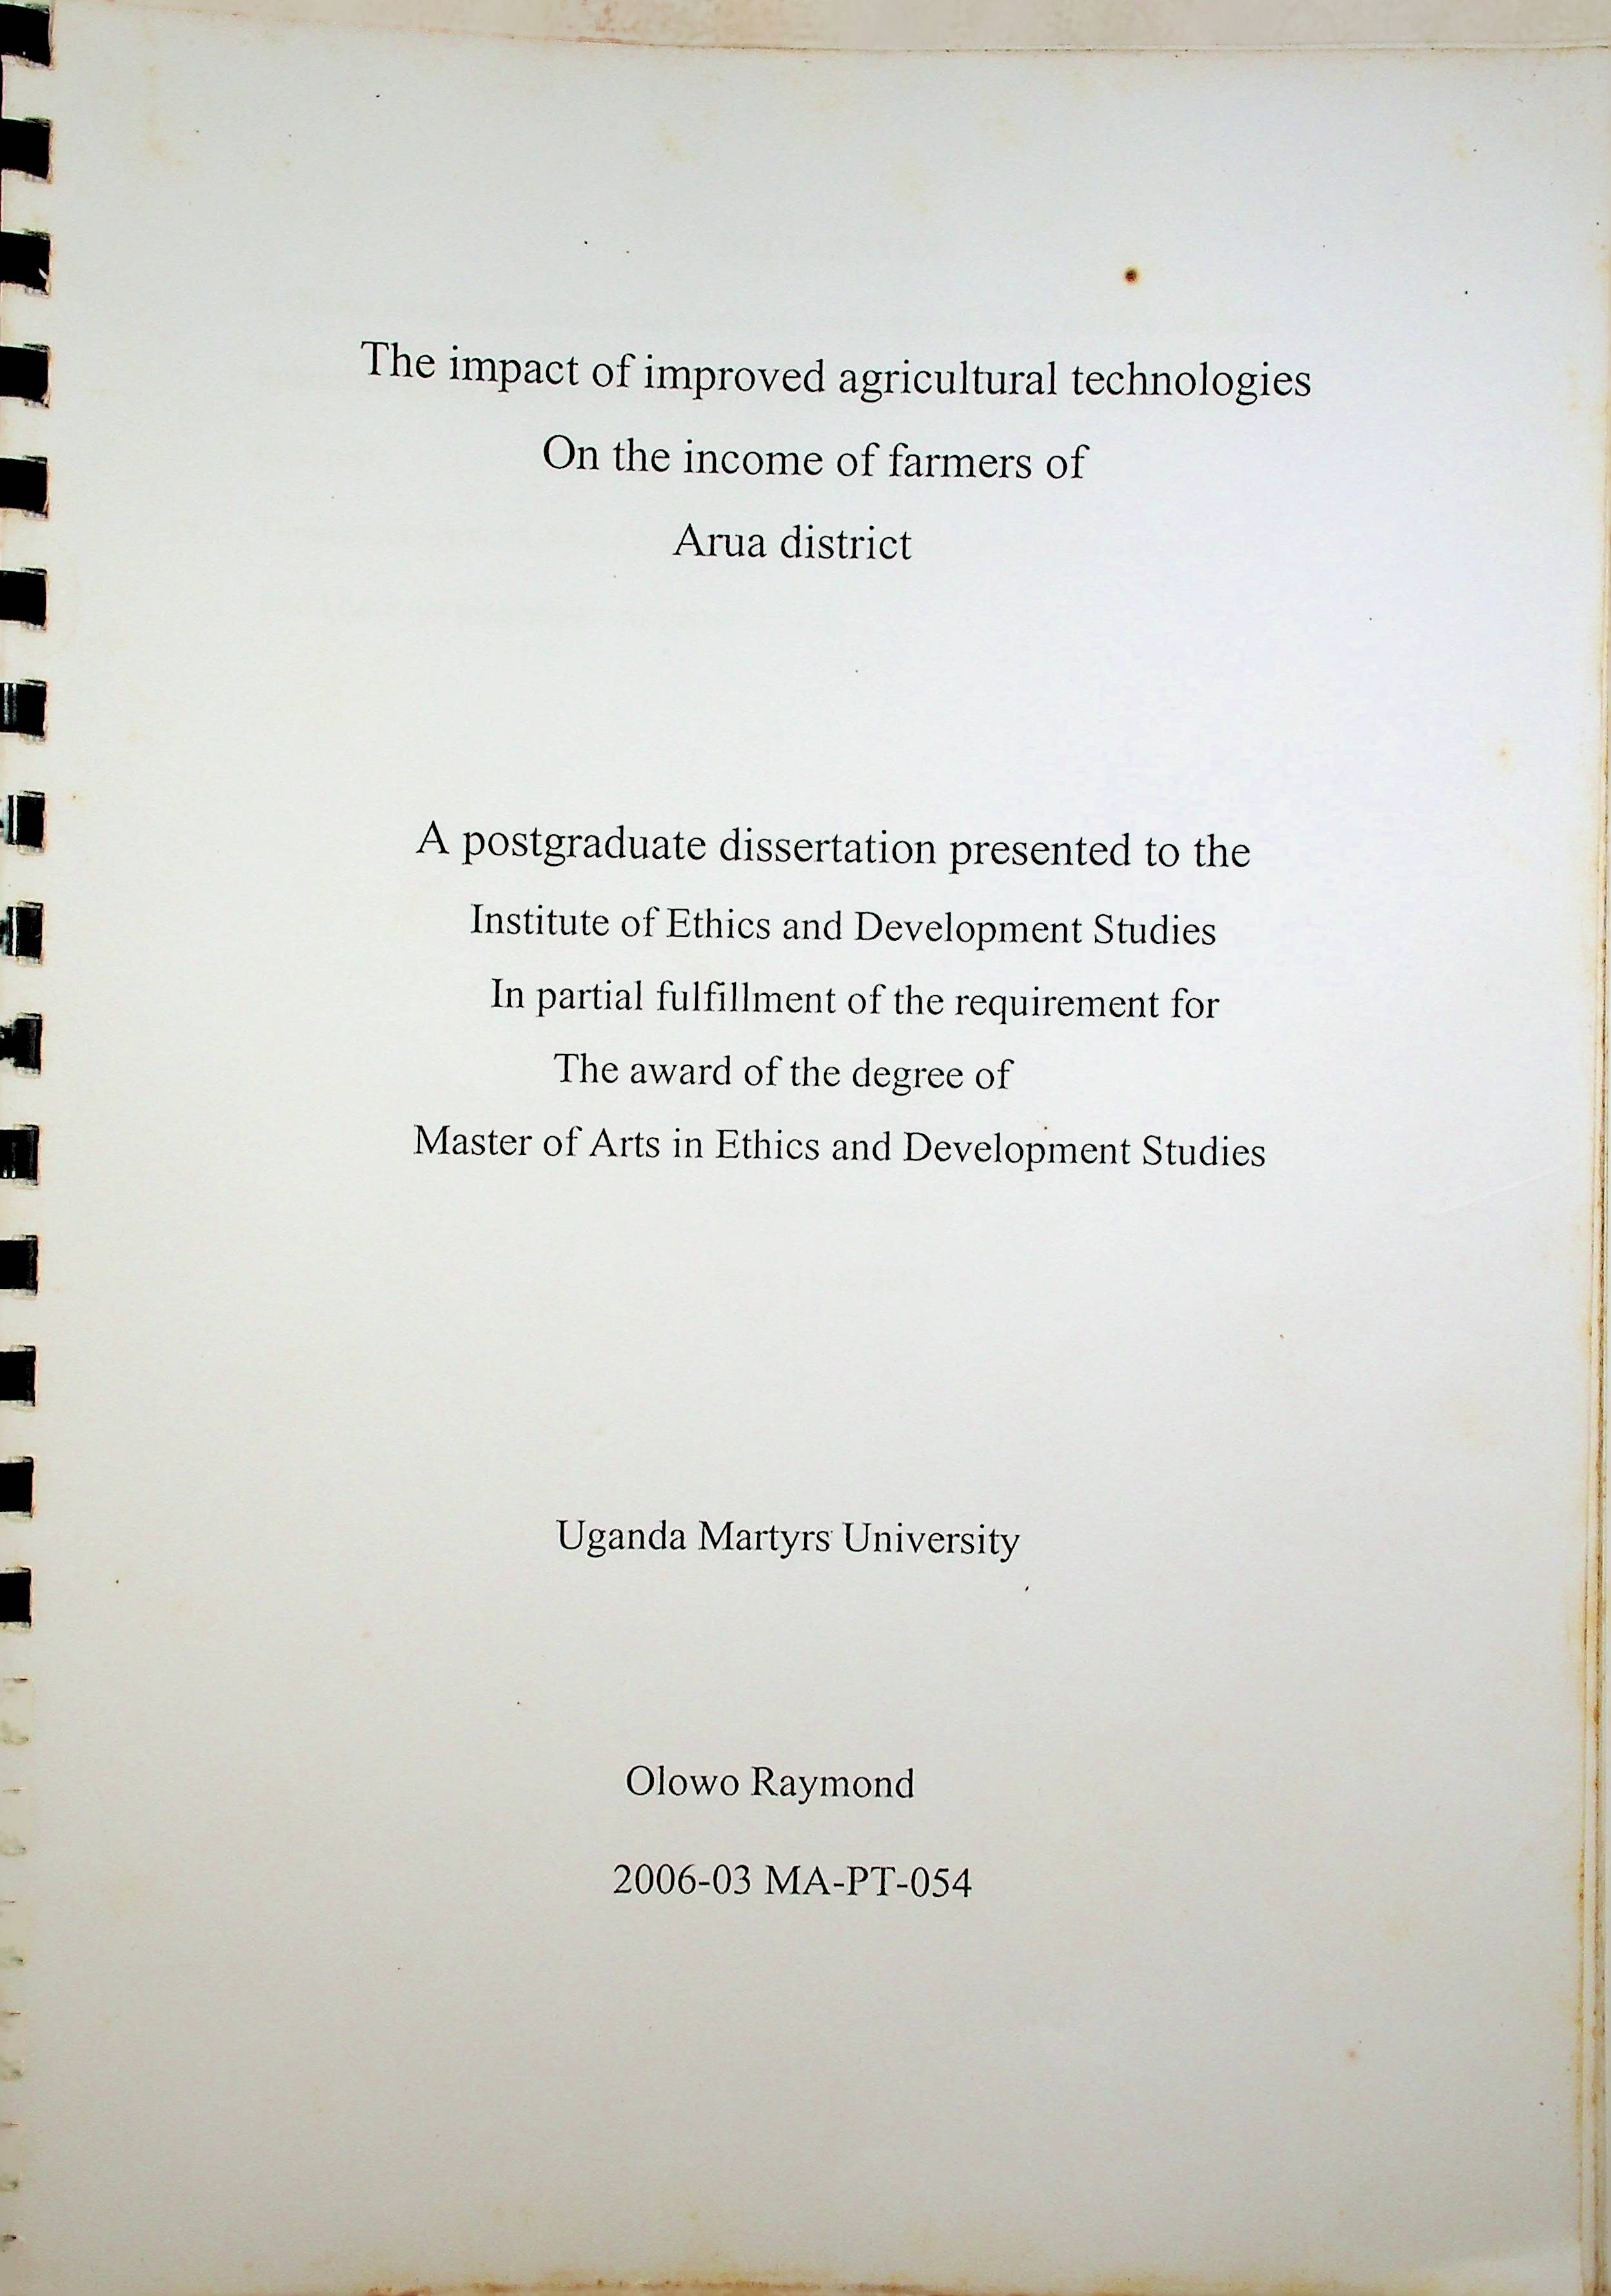 The impact of improved agricultural technologies
On the income of farmers of
Arua district
A postgraduate dissertation presented to the
Institute of Ethics and Development Studies
In partial fulfillment of the requirement for
The award of the degree of
Master of Arts in Ethics and Development Studies
Uganda Martyrs University
Olowo Raymond
2006-03 MA-PT-054